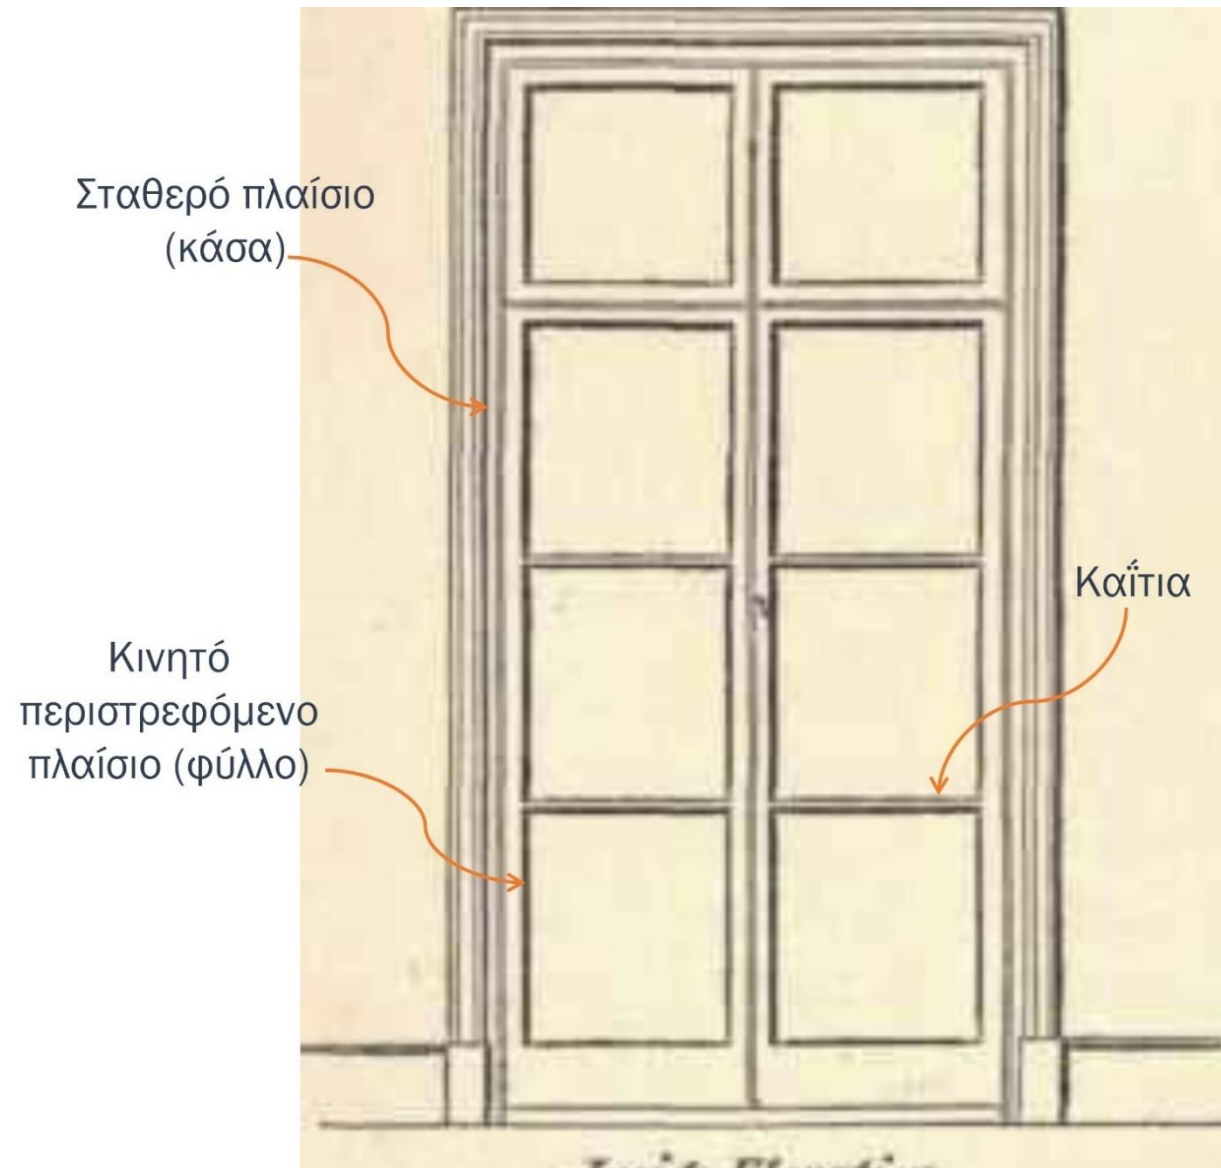 Σταθερό πλαίσιο
(κάσα)
Καΐτια
Κινητό
περιστρεφόμενο
πλαίσιο (φύλλο)